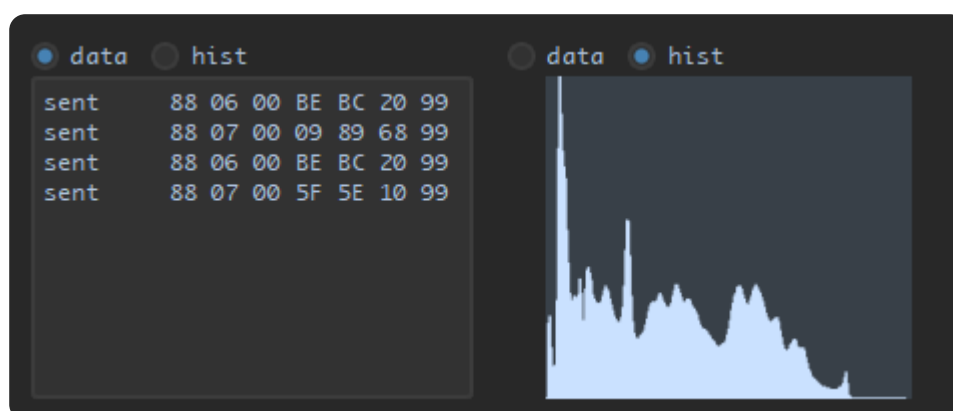 data hist data hist
sent 88 06 00 BE BC 20 99
sent 88 07 00 09 89 68 99
sent 88 06 00 BE BC 20 99
sent 88 07 00 5F 5E 10 99